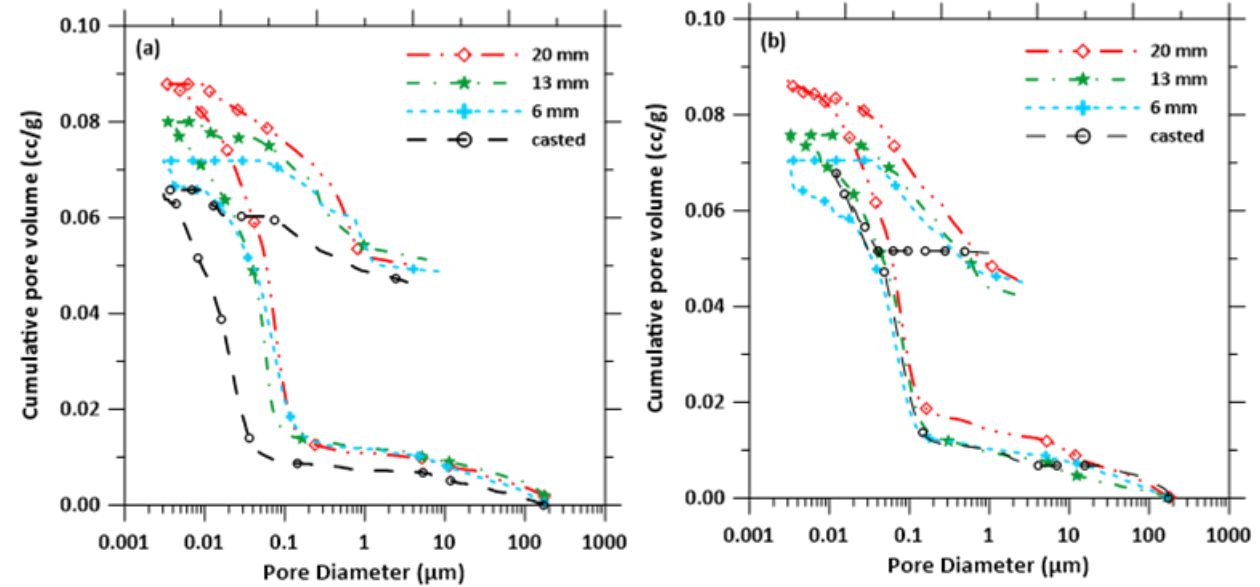 (a)
20 mm
13 mm
6 mm
casted
0.10
0.08
0.06
0.04
0.02
0.00
Cumulative pore volume (cc/g)
0.001 0.01 0.1 1 10 100 1000
Pore Diameter (µm)
(b)
20 mm
13 mm
6 mm
casted
0.10
0.08
0.06
0.04
0.02
0.00
Cumulative pore volume (cc/g)
0.001 0.01 0.1 1 10 100 1000
Pore Diameter (µm)